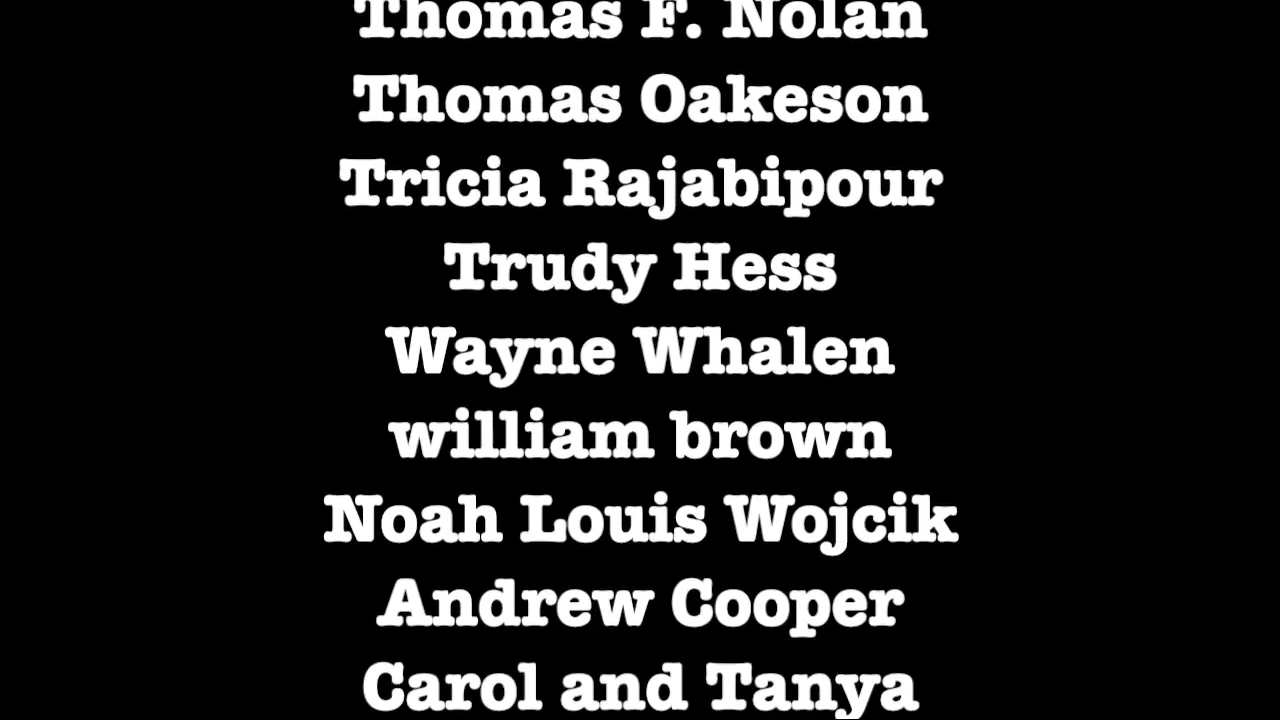 Thomas F. Nolan
Thomas Oakeson
Tricia Rajabipour
Trudy Hess
Wayne Whalen
william brown
Noah Louis Wojcik
Andrew Cooper
Carol and Tanya